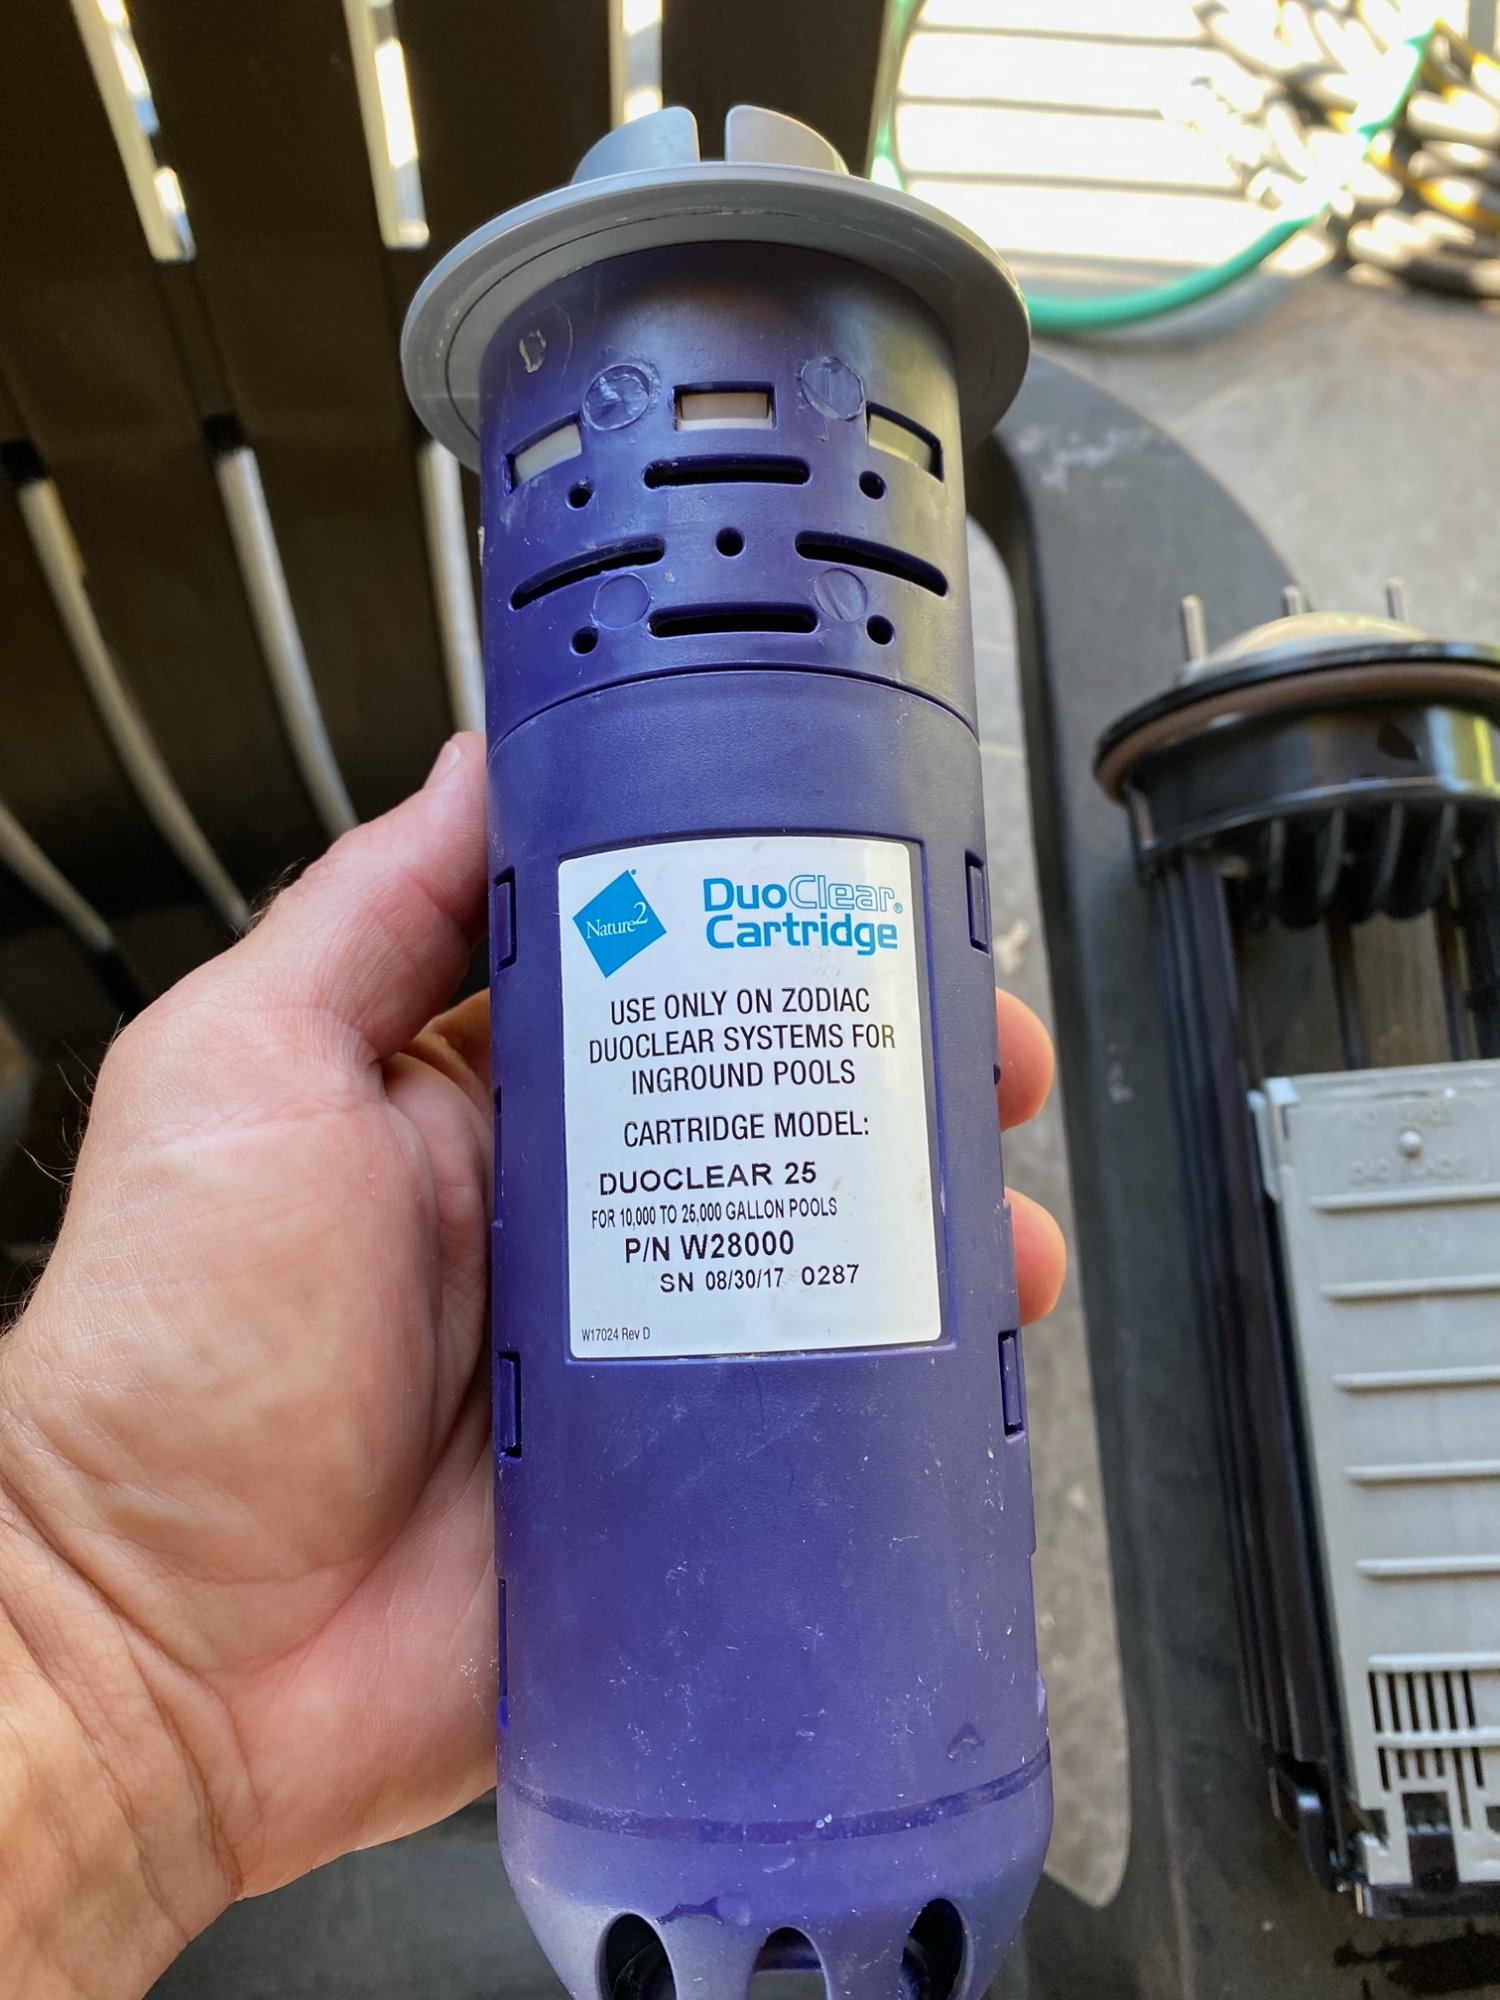 Nature2
DuoClear®
Cartridge
USE ONLY ON ZODIAC
DUOCLEAR SYSTEMS FOR
INGROUND POOLS
CARTRIDGE MODEL:
DUOCLEAR 25
FOR 10,000 TO 25,000 GALLON POOLS
P/N W28000
SN 08/30/17 0287
W17024 Rev D